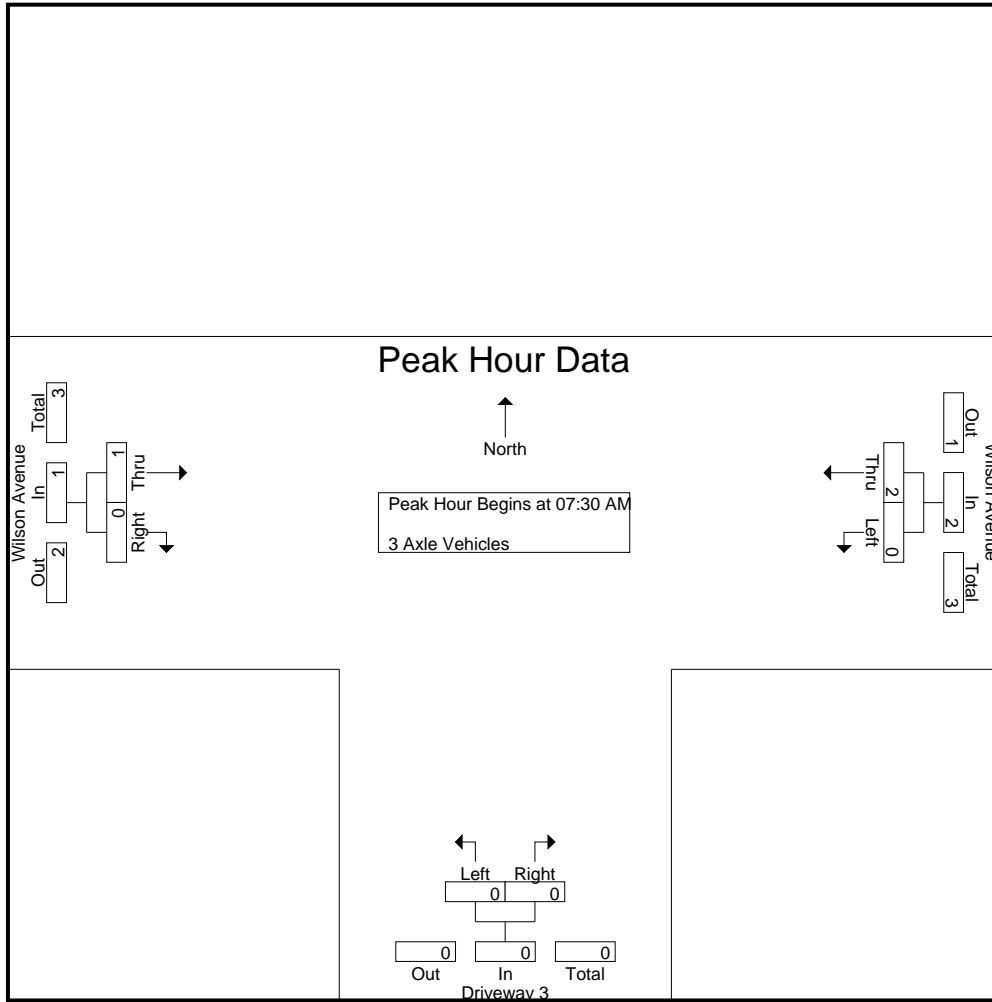 Peak Hour Data
North
Peak Hour Begins at 07:30 AM
3 Axle Vehicles
Wilson Avenue
Total
3
In
1
Out
2
Thru
1
Right
0
Wilson Avenue
Out
1
In
2
Total
3
Thru
2
Left
0
Left Right
0 0
0 0 0
Out In Total
Driveway 3